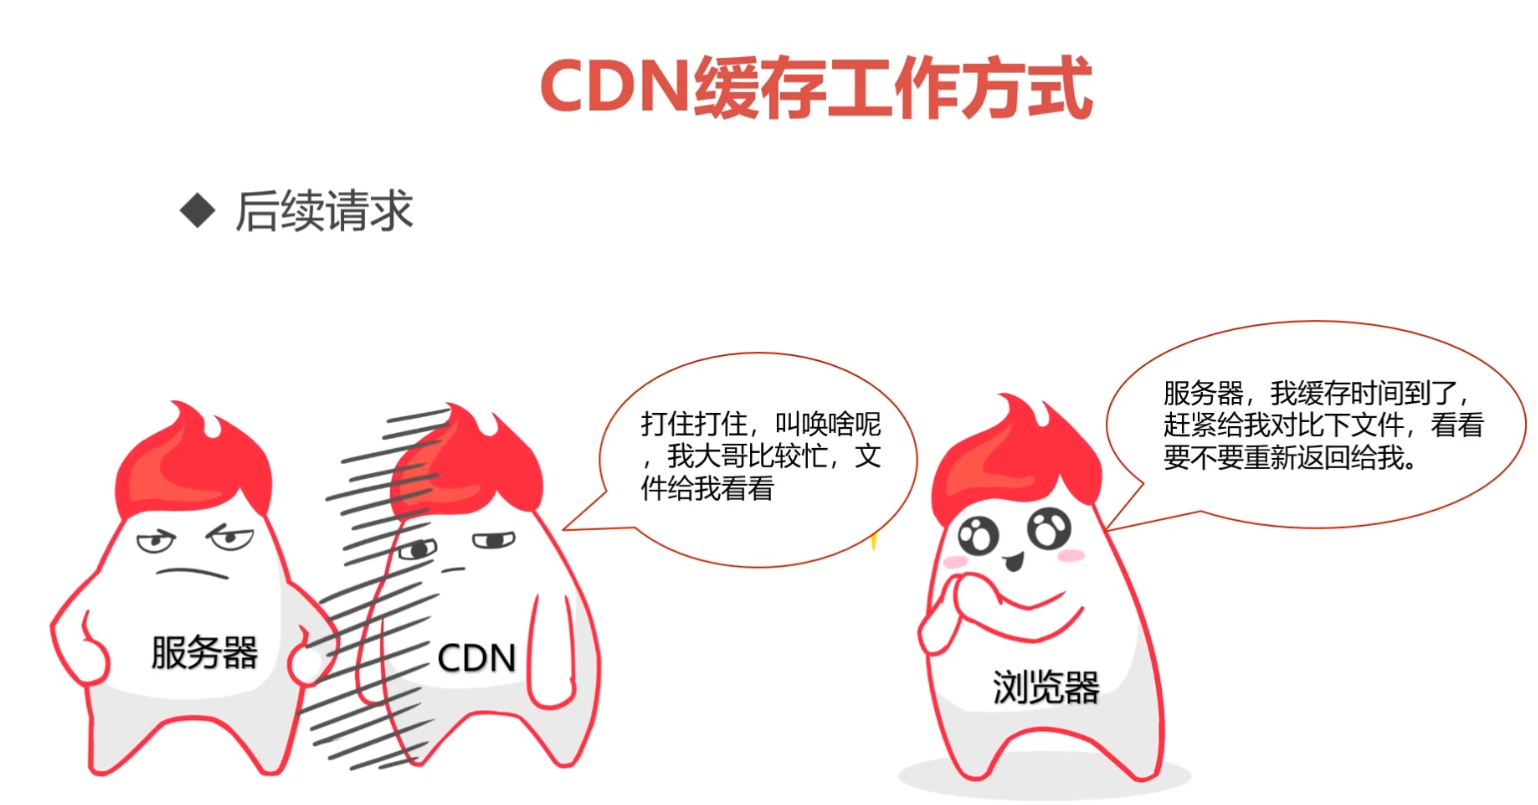 CDN缓存工作方式
◆ 后续请求
打住打住，叫唤啥呢
，我大哥比较忙，文
件给我看看
服务器，我缓存时间到了，
赶紧给我对比下文件，看看
要不要重新返回给我。
服务器
CDN
浏览器